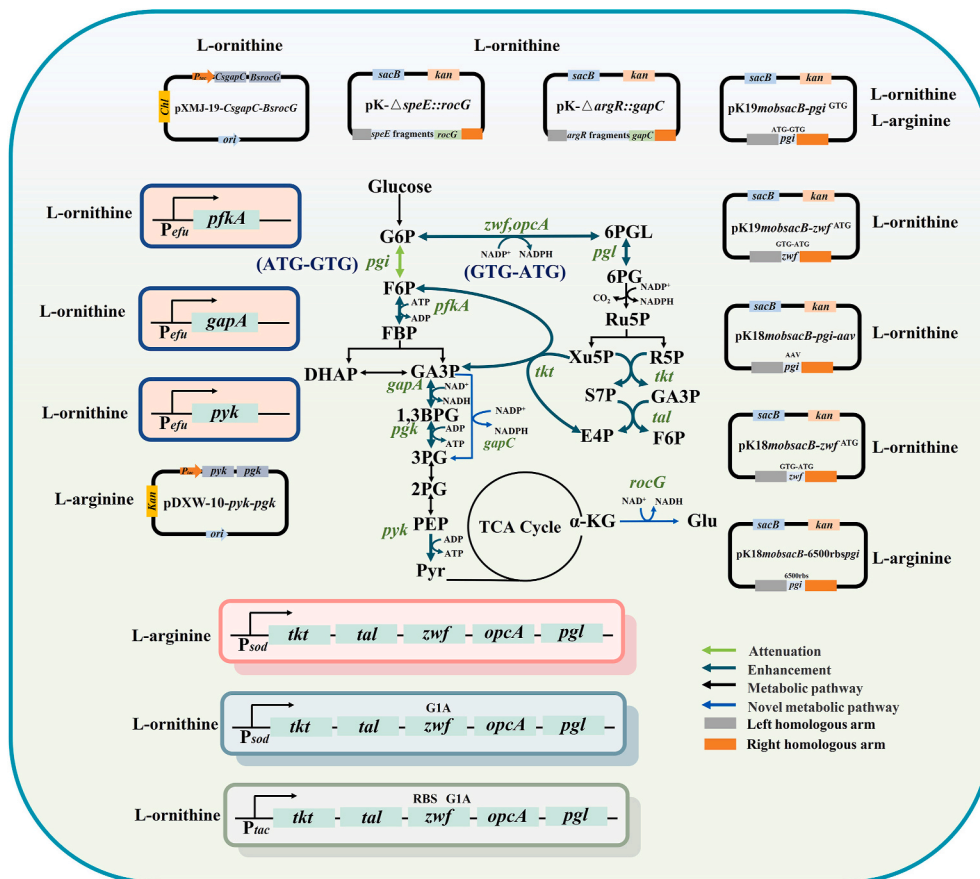 L-ornithine
L-ornithine
CsgapC BsrocG
Chl
pXMJ-19-CsgapC-BsrocG
ori
sacB kan
pK-△speE::rocG
speE fragments rocG
sacB kan
pK-△argR::gapC
argR fragments gapC
sacB kan
pK19mobsacB-pgi GTG
ATG-GTG
pgi
L-ornithine
L-arginine
L-ornithine
Pefu pfkA
L-ornithine
Pefu gapA
L-ornithine
Pefu pyk
L-arginine
pyk pgk
Kan
pDXW-10-pyk-pgk
ori
Glucose
G6P
zwf,opcA
NADP+ NADPH
(GTG-ATG)
6PGL
(ATG-GTG)
pgi
pgl
F6P
6PG
ATP
ADP
pfkA
CO2
NADP+
NADPH
FBP
Ru5P
DHAP
GA3P
Xu5P
R5P
tkt
tkt
gapA
NAD+
NADH
S7P
GA3P
1,3BPG
NADP+
NADPH
gapC
pgk
ADP
ATP
tal
E4P
F6P
3PG
2PG
PEP
pyk
ADP
ATP
Pyr
TCA Cycle
α-KG
rocG
NAD+ NADH
Glu
sacB kan
pK19mobsacB-zwf ATG
GTG-ATG
zwf
L-ornithine
sacB kan
pK18mobsacB-pgi-aav
AAV
pgi
L-ornithine
sacB kan
pK18mobsacB-zwf ATG
GTG-ATG
zwf
L-ornithine
sacB kan
pK18mobsacB-6500rbspgi
6500rbs
pgi
L-arginine
L-arginine
Psod tkt tal zwf opcA pgl
L-ornithine
G1A
Psod tkt tal zwf opcA pgl
L-ornithine
RBS G1A
Ptac tkt tal zwf opcA pgl
Attenuation
Enhancement
Metabolic pathway
Novel metabolic pathway
Left homologous arm
Right homologous arm